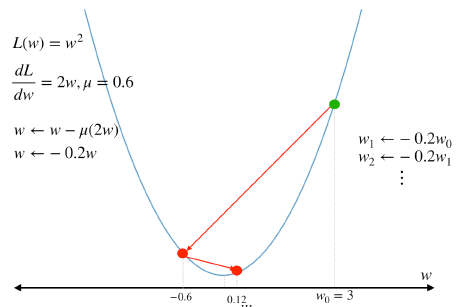 L(w) = w²
dL/dw = 2w, μ = 0.6
w ← w − μ(2w)
w ← − 0.2w
w₁ ← − 0.2w₀
w₂ ← − 0.2w₁
⋮
w
−0.6
0.12
...
w₀ = 3